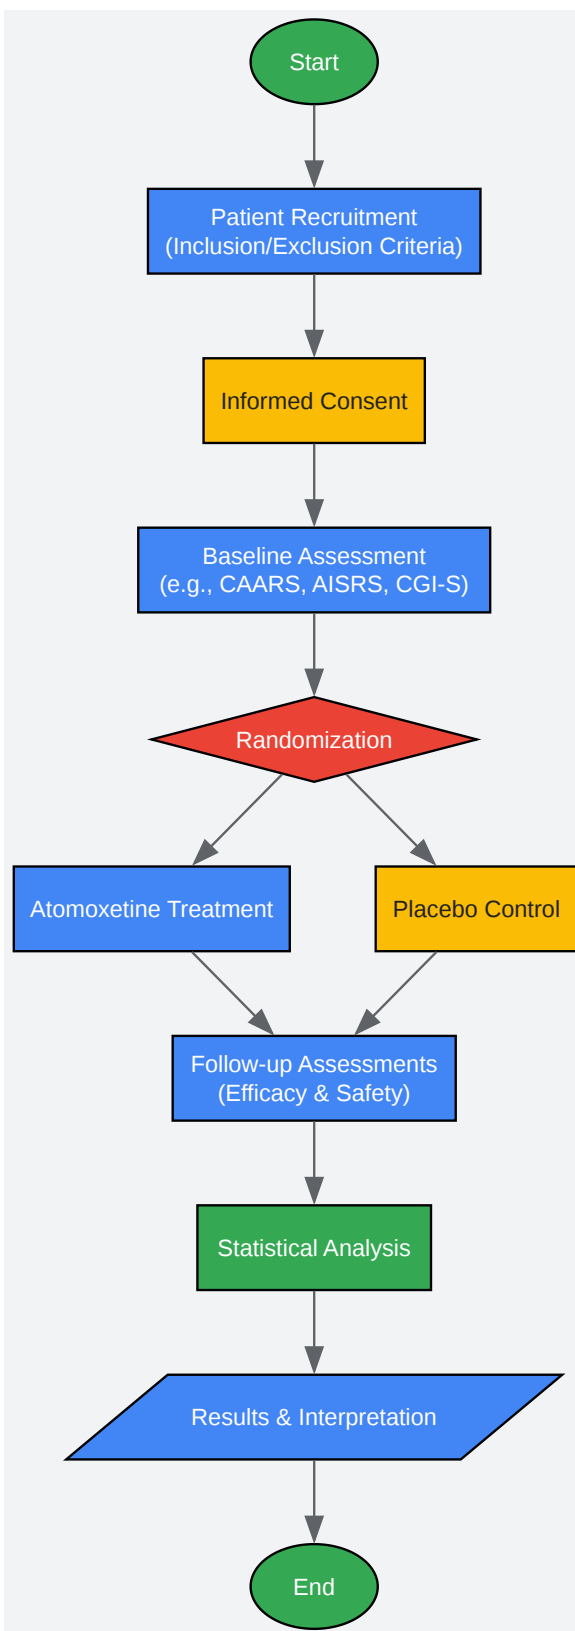 Start
Patient Recruitment
(Inclusion/Exclusion Criteria)
Informed Consent
Baseline Assessment
(e.g., CAARS, AISRS, CGI-S)
Randomization
Atomoxetine Treatment
Placebo Control
Follow-up Assessments
(Efficacy & Safety)
Statistical Analysis
Results & Interpretation
End